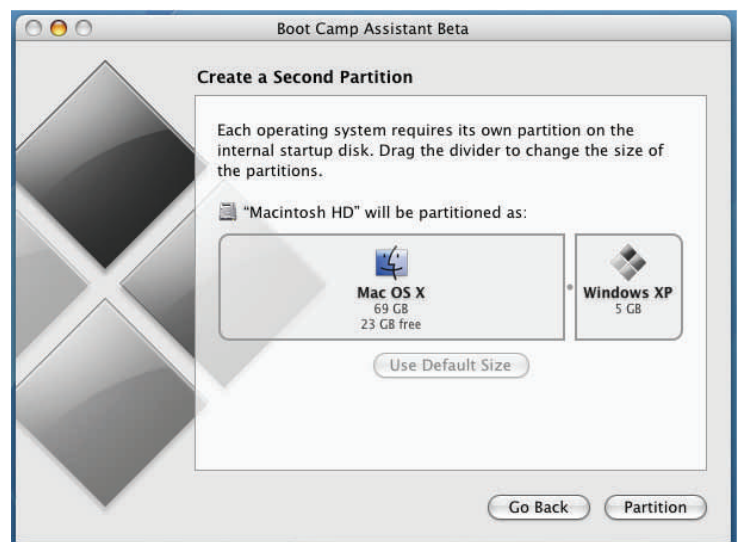 Boot Camp Assistant Beta
Create a Second Partition
Each operating system requires its own partition on the
internal startup disk. Drag the divider to change the size of
the partitions.
“Macintosh HD” will be partitioned as:
Mac OS X
69 GB
23 GB free
Windows XP
5 GB
Use Default Size
Go Back
Partition